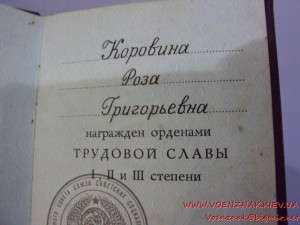 Коровина
Роза
Григорьевна
награжден орденами
ТРУДОВОЙ СЛАВЫ
I, II и III степени
WWW.VOENZNAK.KIEV.UA
Voenznak@bigmir.net